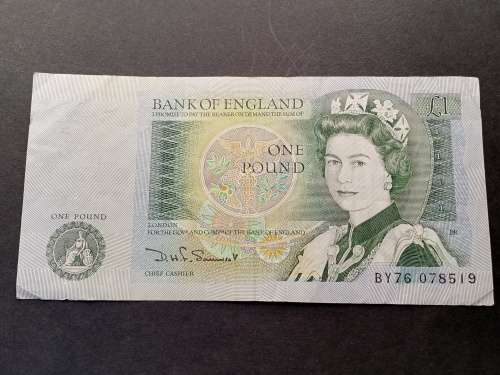 BANK OF ENGLAND
I PROMISE TO PAY THE BEARER ON DEMAND THE SUM OF
£1
ONE
POUND
ONE POUND
LONDON
FOR THE GOVR AND COMPA OF THE BANK OF ENGLAND
D.H.F. Somerset
CHIEF CASHIER
BY76 078519